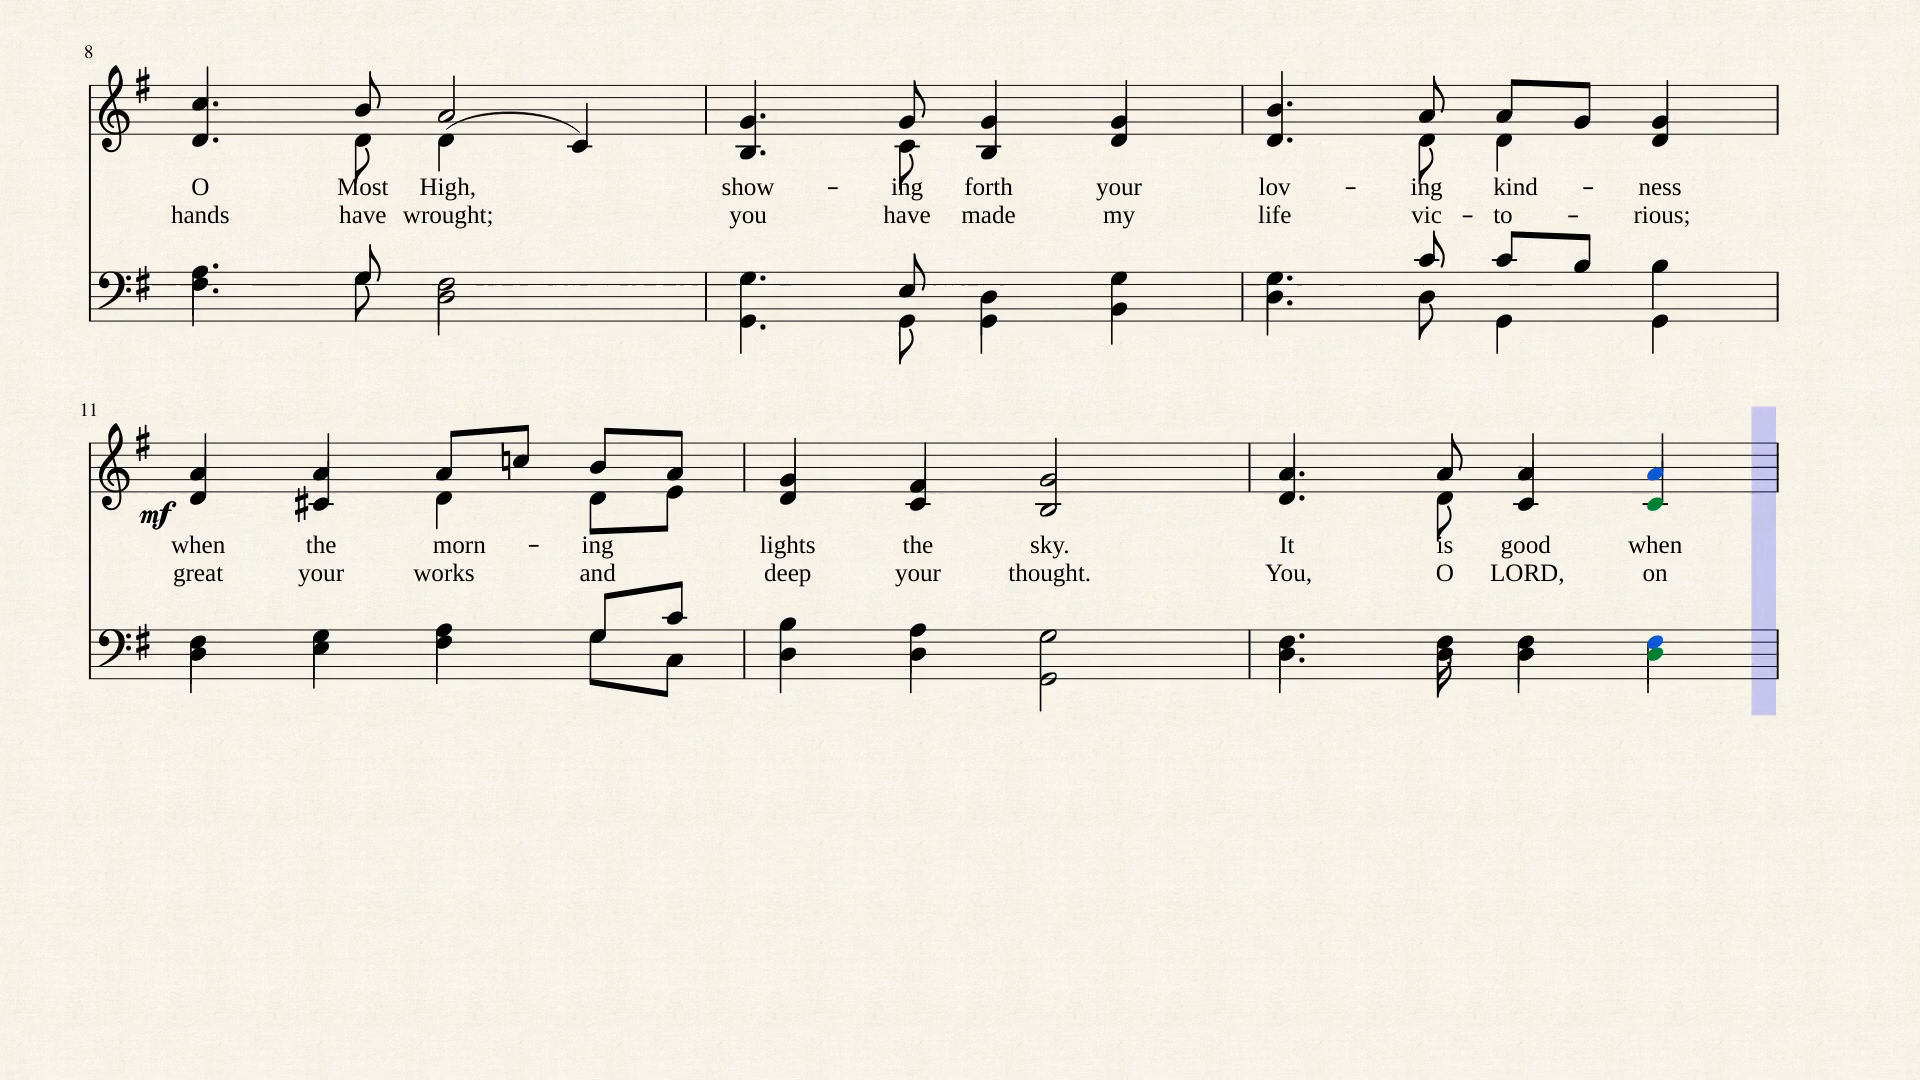 8
O Most High, show - ing forth your lov - ing kind - ness
hands have wrought; you have made my life vic - to - rious;
11
mf
when the morn - ing lights the sky. It is good when
great your works and deep your thought. You, O LORD, on